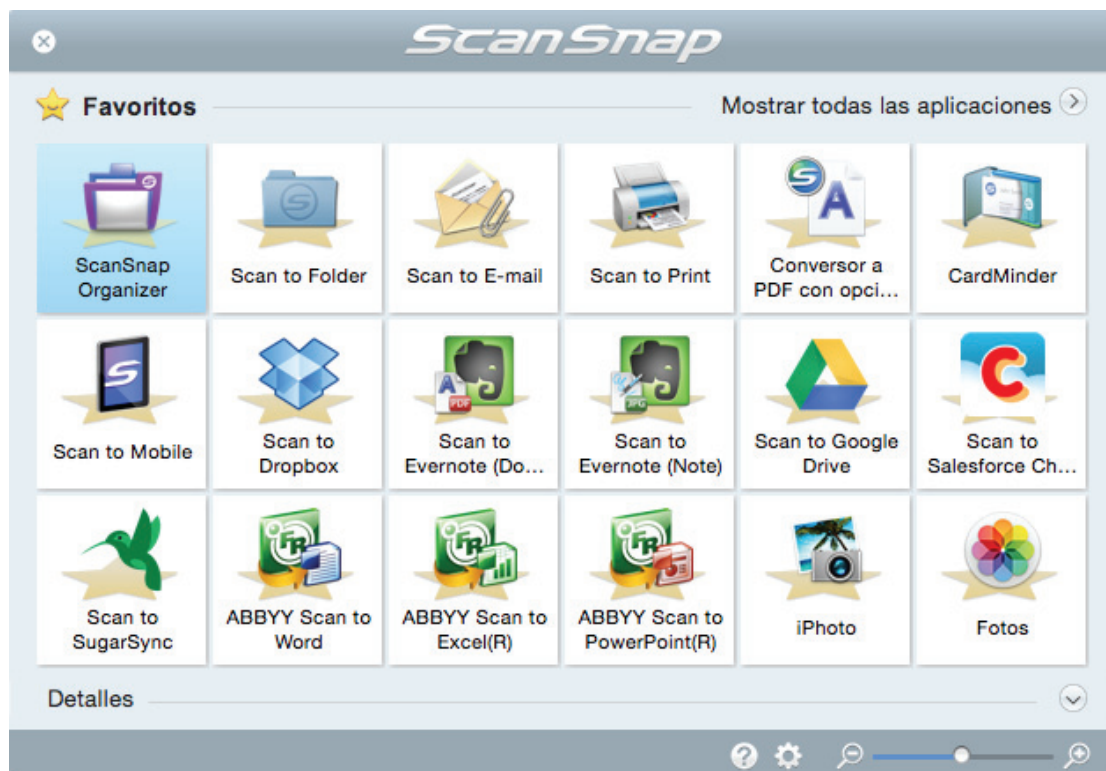 ScanSnap
Favoritos
Mostrar todas las aplicaciones
ScanSnap
Organizer
Scan to Folder
Scan to E-mail
Scan to Print
Conversor a
PDF con opci...
CardMinder
Scan to Mobile
Scan to
Dropbox
Scan to
Evernote (Do...
Scan to
Evernote (Note)
Scan to Google
Drive
Scan to
Salesforce Ch...
Scan to
SugarSync
ABBYY Scan to
Word
ABBYY Scan to
Excel(R)
ABBYY Scan to
PowerPoint(R)
iPhoto
Fotos
Detalles